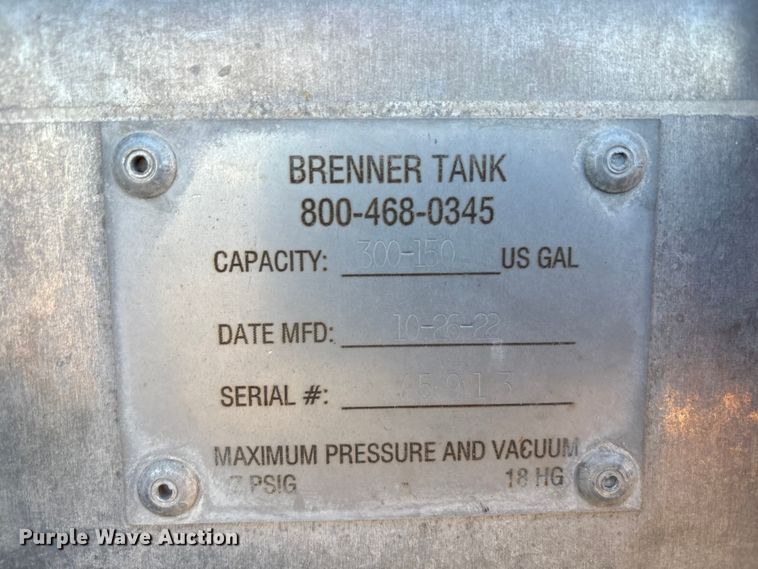 BRENNER TANK
800-468-0345
CAPACITY: 300-150 US GAL
DATE MFD: 10-26-22
SERIAL #:
MAXIMUM PRESSURE AND VACUUM
PSIG 18 HG
Purple Wave Auction